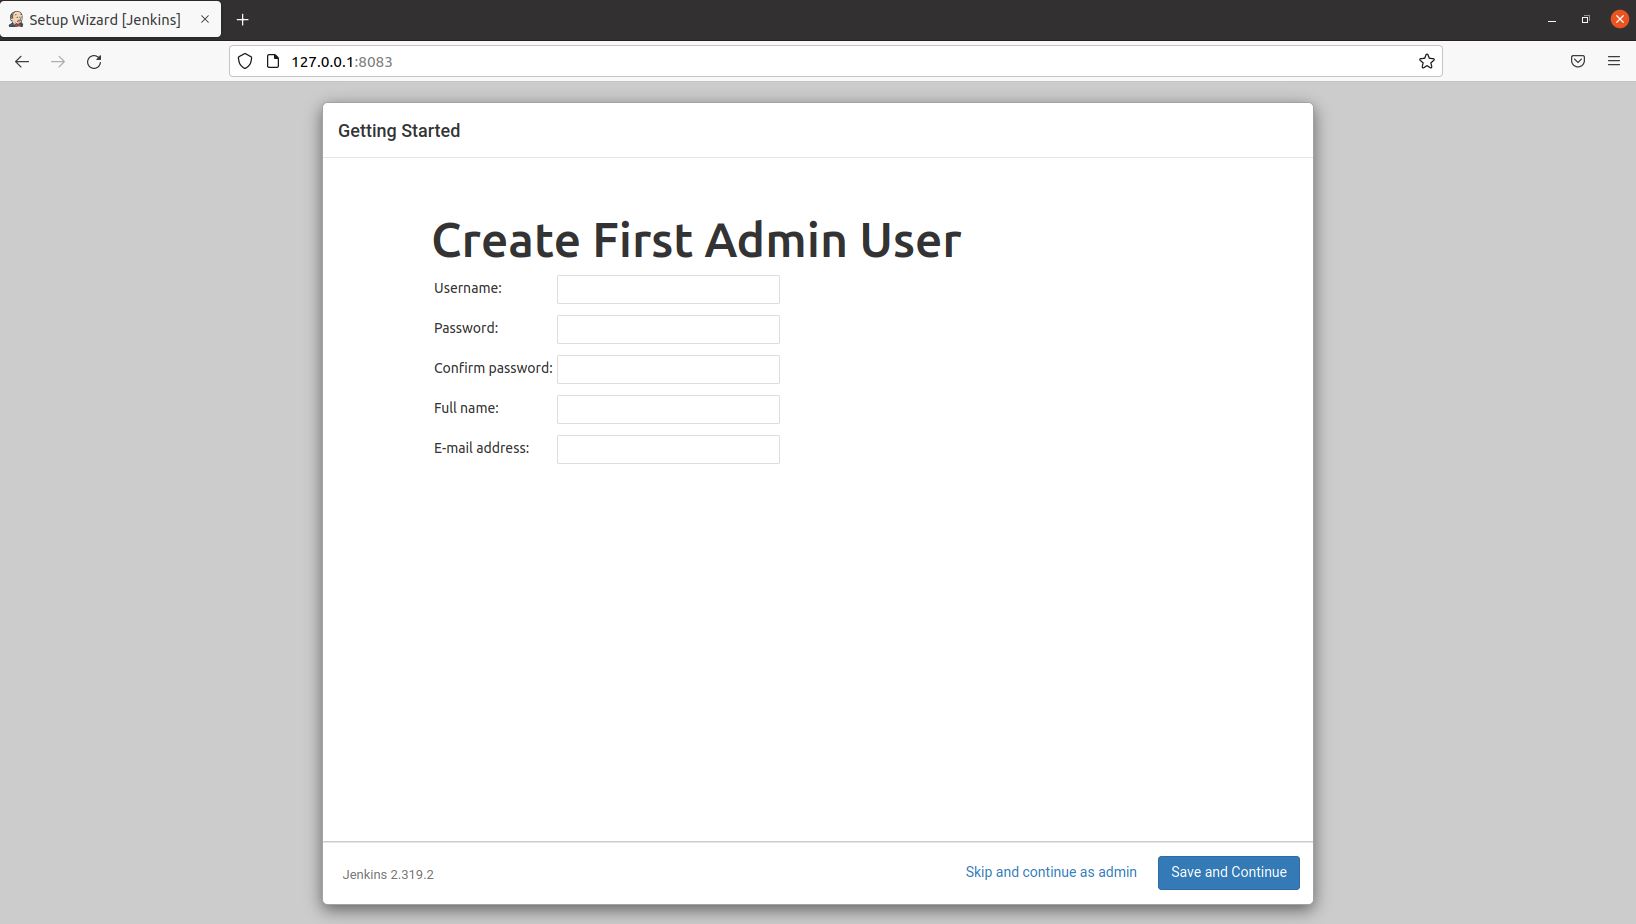 Setup Wizard [Jenkins]
127.0.0.1:8083
Getting Started
Create First Admin User
Username:
Password:
Confirm password:
Full name:
E-mail address:
Jenkins 2.319.2
Skip and continue as admin
Save and Continue